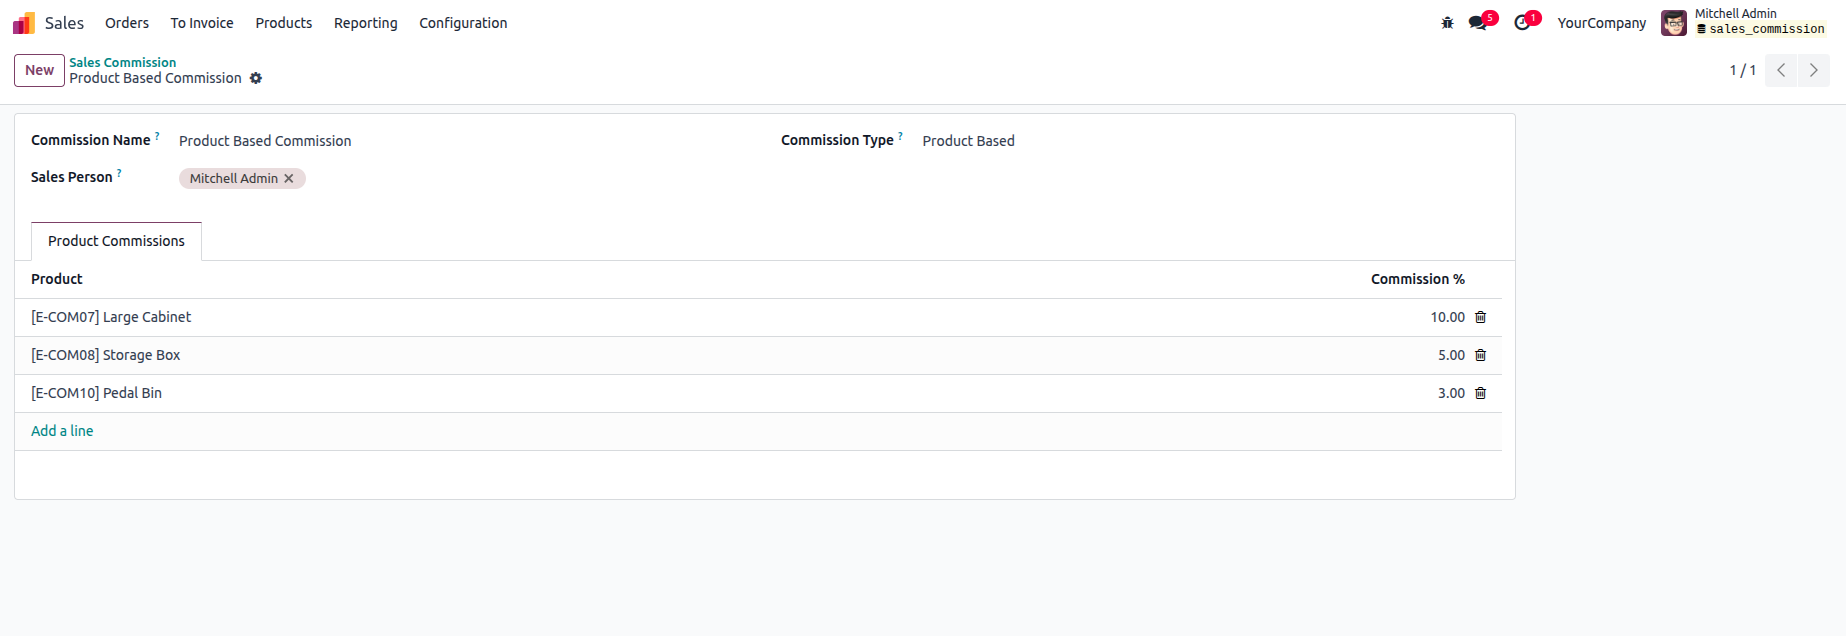 Sales Orders To Invoice Products Reporting Configuration 5 1 YourCompany Mitchell Admin
sales_commission
New Sales Commission
Product Based Commission 1 / 1
Commission Name ? Product Based Commission Commission Type ? Product Based
Sales Person ? Mitchell Admin ×
Product Commissions
Product Commission %
[E-COM07] Large Cabinet 10.00
[E-COM08] Storage Box 5.00
[E-COM10] Pedal Bin 3.00
Add a line